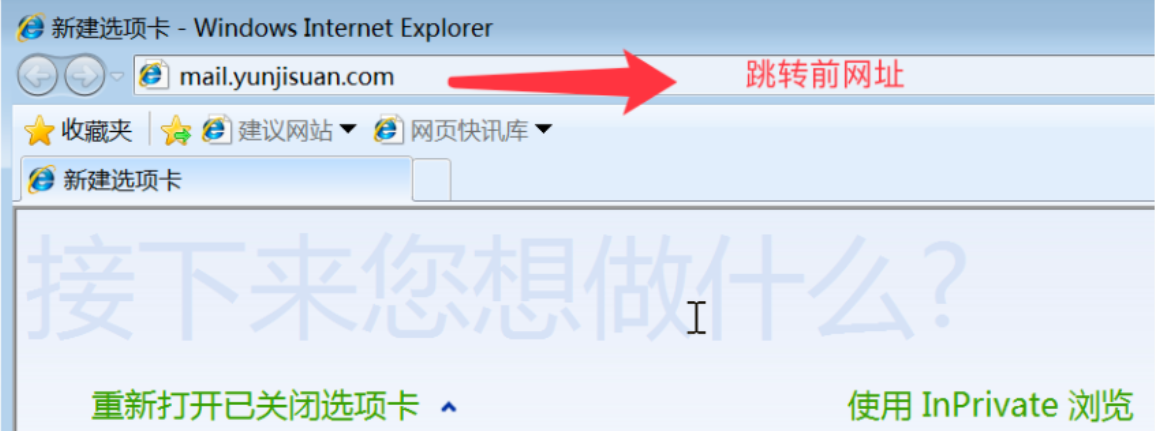 新建选项卡 - Windows Internet Explorer
mail.yunjisuan.com 跳转前网址
收藏夹 建议网站 网页快讯库
新建选项卡
接下来您想做什么?
重新打开已关闭选项卡 使用 InPrivate 浏览